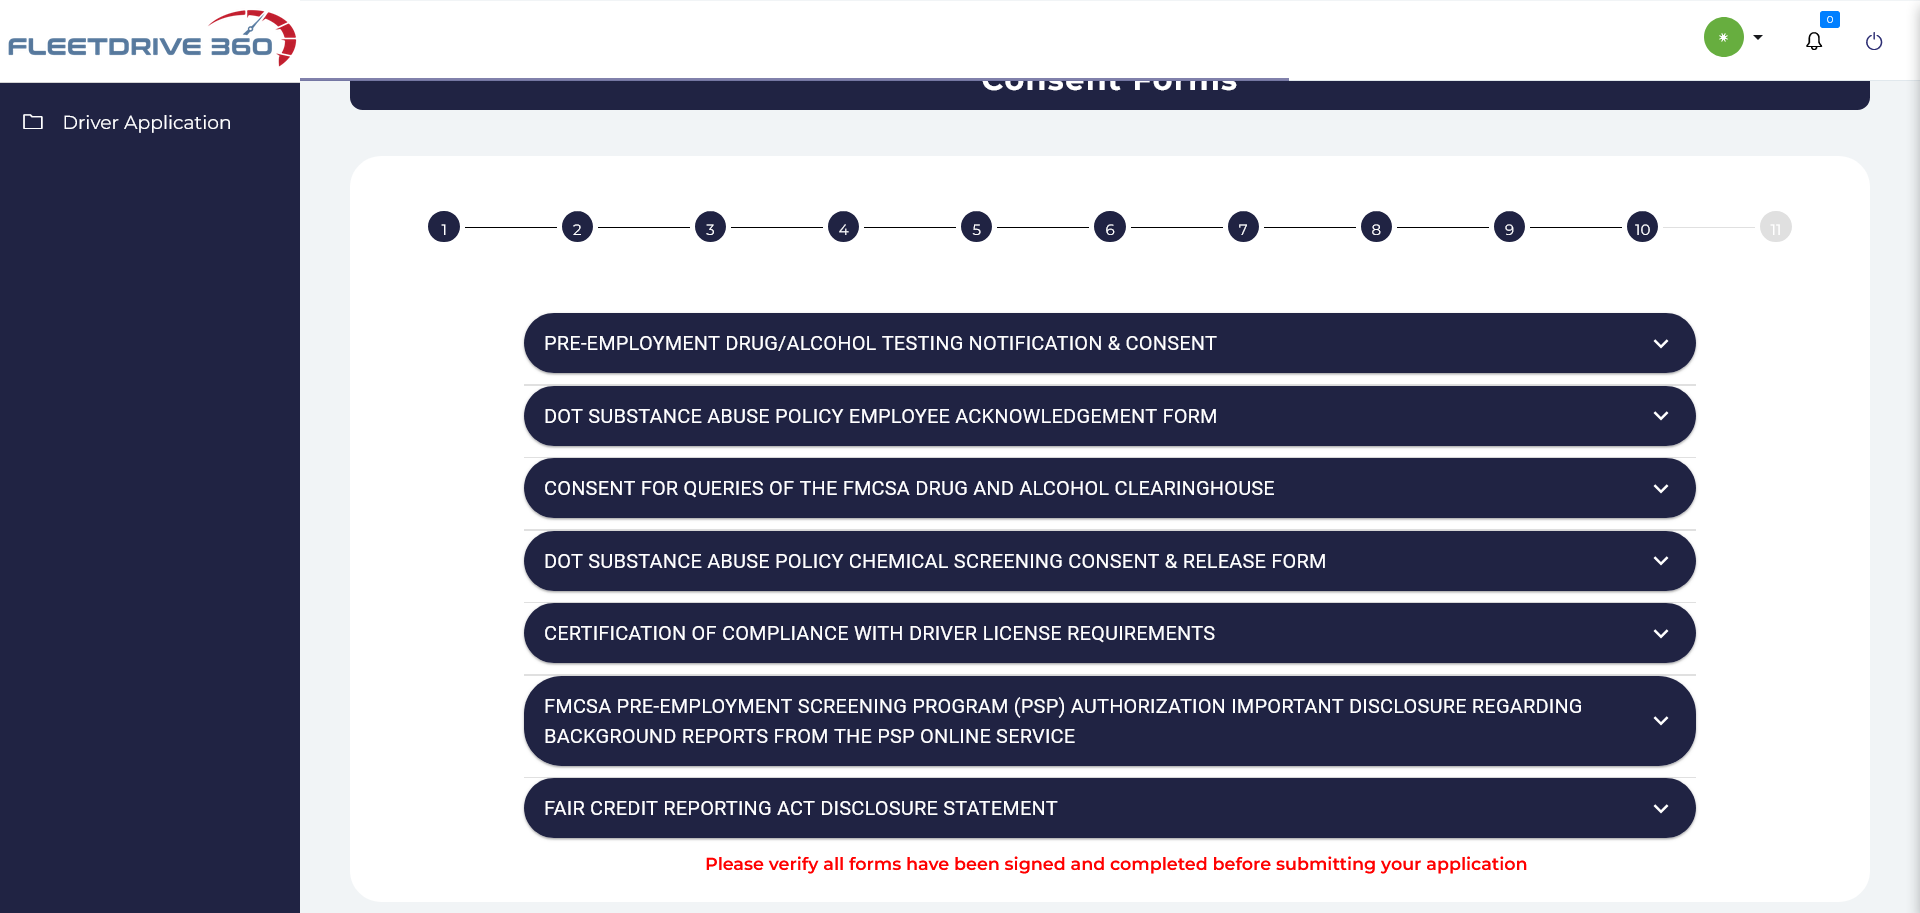 FLEETDRIVE 360
0
Driver Application
Consent Forms
1
2
3
4
5
6
7
8
9
10
11
PRE-EMPLOYMENT DRUG/ALCOHOL TESTING NOTIFICATION & CONSENT
DOT SUBSTANCE ABUSE POLICY EMPLOYEE ACKNOWLEDGEMENT FORM
CONSENT FOR QUERIES OF THE FMCSA DRUG AND ALCOHOL CLEARINGHOUSE
DOT SUBSTANCE ABUSE POLICY CHEMICAL SCREENING CONSENT & RELEASE FORM
CERTIFICATION OF COMPLIANCE WITH DRIVER LICENSE REQUIREMENTS
FMCSA PRE-EMPLOYMENT SCREENING PROGRAM (PSP) AUTHORIZATION IMPORTANT DISCLOSURE REGARDING
BACKGROUND REPORTS FROM THE PSP ONLINE SERVICE
FAIR CREDIT REPORTING ACT DISCLOSURE STATEMENT
Please verify all forms have been signed and completed before submitting your application